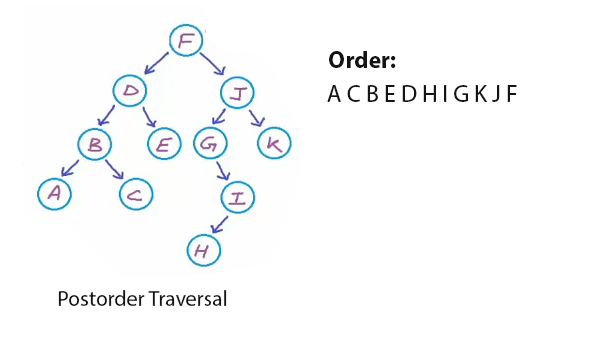 F
D J
B E G K
A C I
H
Order:
A C B E D H I G K J F
Postorder Traversal